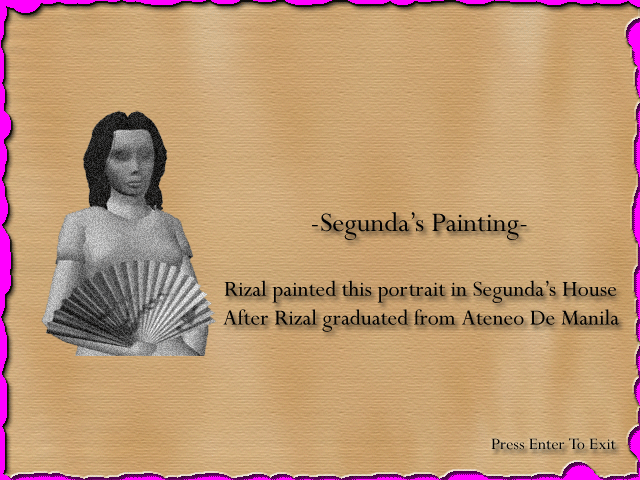 -Segunda's Painting-
Rizal painted this portrait in Segunda's House
After Rizal graduated from Ateneo De Manila
Press Enter To Exit